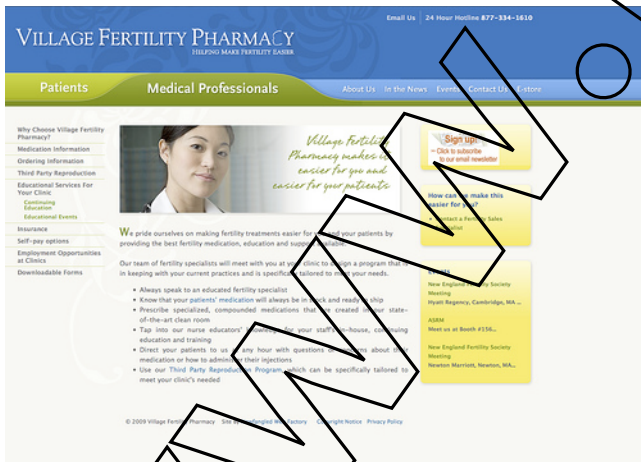 Email Us 24 Hour Hotline 877-334-1610
VILLAGE FERTILITY PHARMACY
HELPING MAKE FERTILITY EASIER
Patients Medical Professionals About Us In the News Events Contact Us E-store
Why Choose Village Fertility
Pharmacy?
Medication Information
Ordering Information
Third Party Reproduction
Educational Services For
Your Clinic
Continuing
Education
Educational Events
Insurance
Self-pay options
Employment Opportunities
at Clinics
Downloadable Forms
Village Fertility
Pharmacy makes it
easier for you and
easier for your patients
We pride ourselves on making fertility treatments easier for you and your patients by
providing the best fertility medication, education and support available.
Our team of fertility specialists will meet with you at your clinic to design a program that is
in keeping with your current practices and is specifically tailored to meet your needs.
• Always speak to an educated fertility specialist
• Know that your patients' medication will always be in stock and ready to ship
• Prescribe specialized, compounded medications that are created in our state-
of-the-art clean room
• Tap into our nurse educators' for your staff's in-house, continuing
education and training
• Direct your patients to us at any hour with questions or concerns about their
medication or how to administer their injections
• Use our Third Party Reproduction Program, which can be specifically tailored to
meet your clinic's needed
Sign up!
– Click to subscribe
to our email newsletter
How can we make this
easier for you?
• Contact a Fertility Sales
Specialist
Events
New England Fertility Society
Meeting
Hyatt Regency, Cambridge, MA ...
ASRM
Meet us at Booth #156...
New England Fertility Society
Meeting
Newton Marriott, Newton, MA...
© 2009 Village Fertility Pharmacy Site by Newfangled Web Factory Copyright Notice Privacy Policy